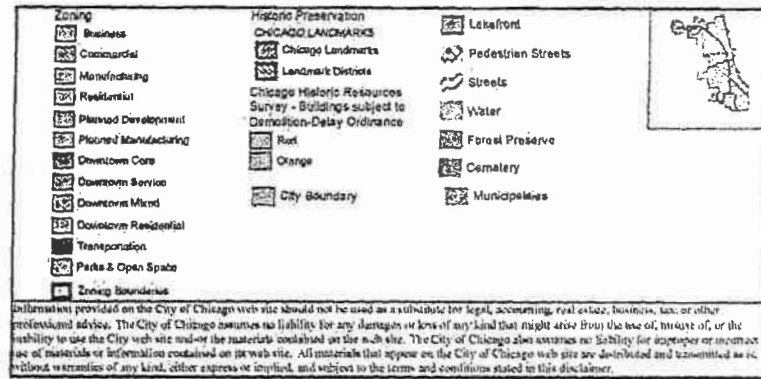 Zoning
Business
Commercial
Manufacturing
Residential
Planned Development
Planned Manufacturing
Downtown Core
Downtown Service
Downtown Mixed
Downtown Residential
Transportation
Parks & Open Space
Zoning Boundaries
Historic Preservation
CHICAGO LANDMARKS
Chicago Landmarks
Landmark Districts
Chicago Historic Resources
Survey - Buildings subject to
Demolition-Delay Ordinance
Red
Orange
City Boundary
Lakefront
Pedestrian Streets
Streets
Water
Forest Preserve
Cemetery
Municipalities
Information provided on the City of Chicago web site should not be used as a substitute for legal, accounting, real estate, business, tax, or other
professional advice. The City of Chicago assumes no liability for any damages or loss of any kind that might arise from the use of, misuse of, or the
inability to use the City web site and/or the materials contained on the web site. The City of Chicago also assumes no liability for improper or incorrect
use of materials or information contained on its web site. All materials that appear on the City of Chicago web site are distributed and transmitted as is,
without warranties of any kind, either express or implied, and subject to the terms and conditions stated in this disclaimer.